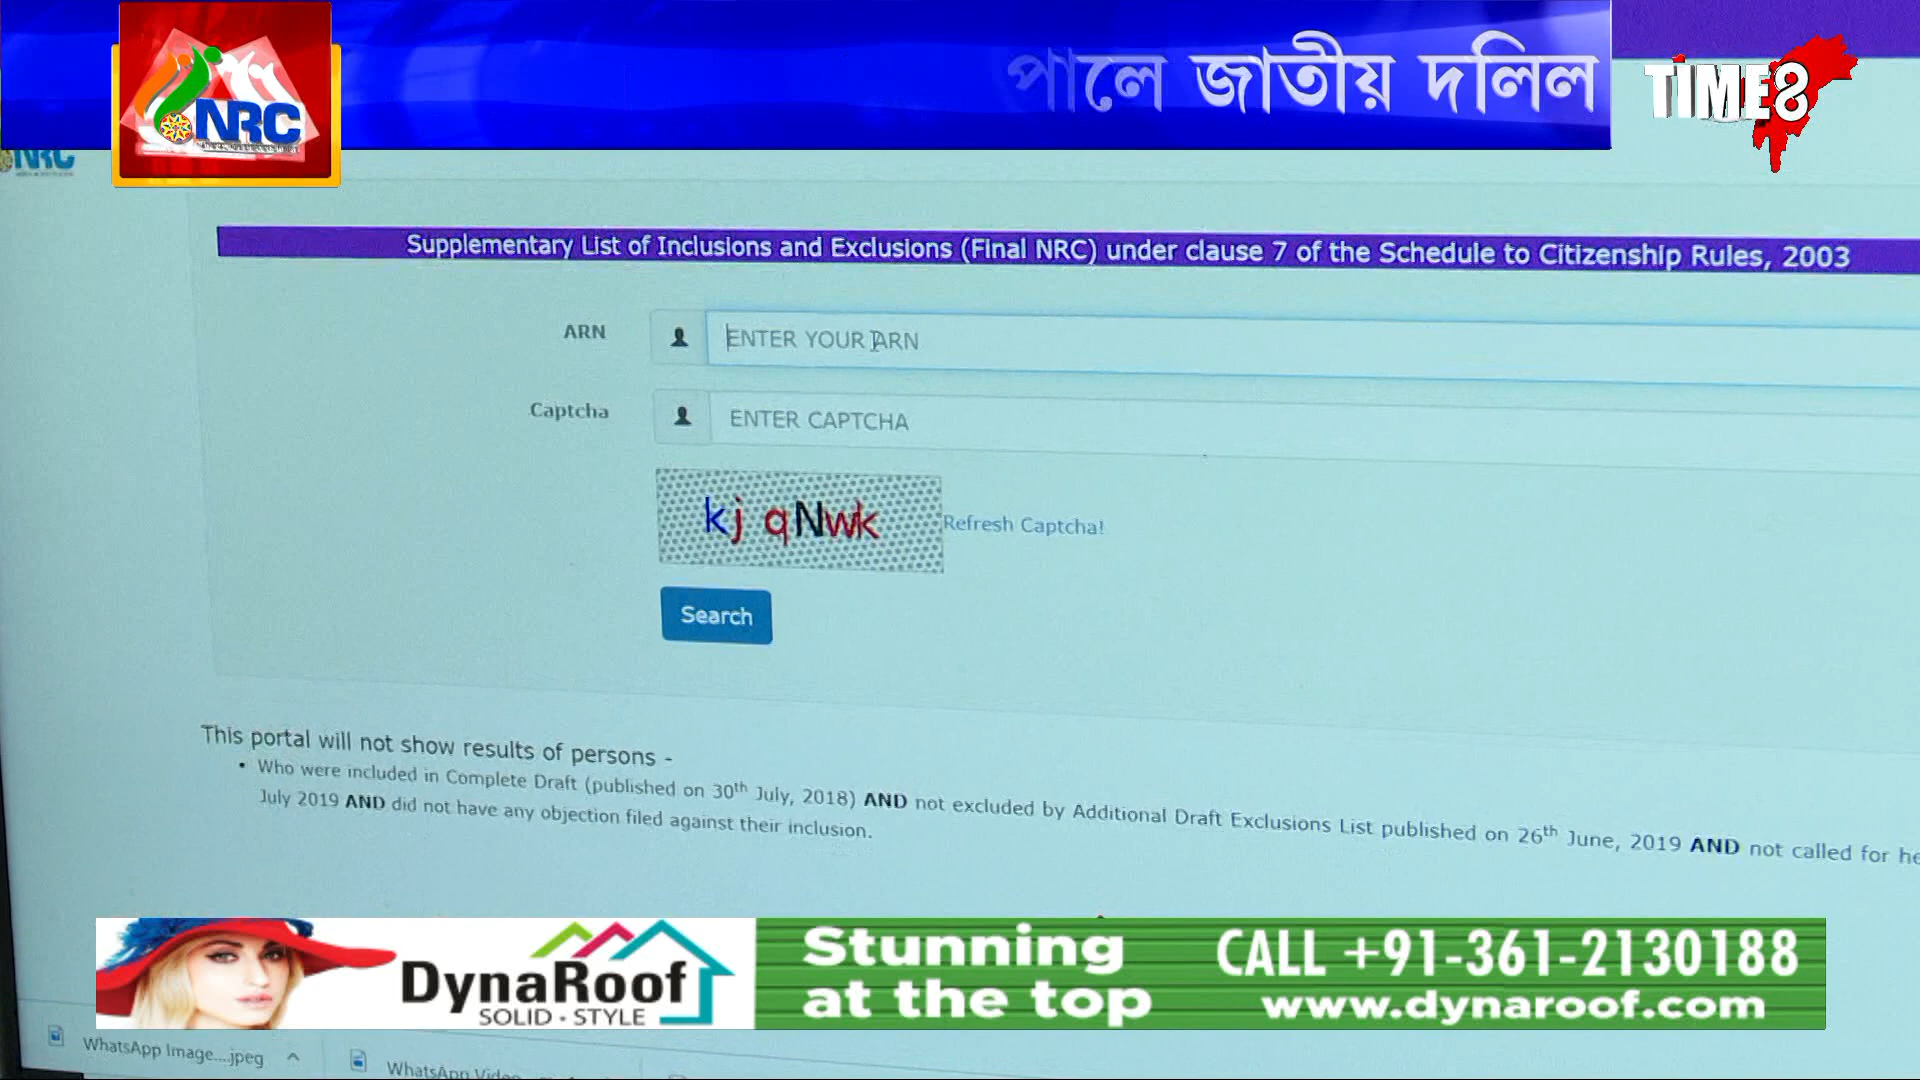 পালে জাতীয় দলিল
TIME8
NRC
NRC
Supplementary List of Inclusions and Exclusions (Final NRC) under clause 7 of the Schedule to Citizenship Rules, 2003
ARN
ENTER YOUR ARN
Captcha
ENTER CAPTCHA
kj qNwk
Refresh Captcha!
Search
This portal will not show results of persons -
• Who were included in Complete Draft (published on 30th July, 2018) AND not excluded by Additional Draft Exclusions List published on 26th June, 2019 AND not called for he
July 2019 AND did not have any objection filed against their inclusion.
DynaRoof
SOLID · STYLE
Stunning
at the top
CALL +91-361-2130188
www.dynaroof.com
WhatsApp Image....jpeg
WhatsApp Video